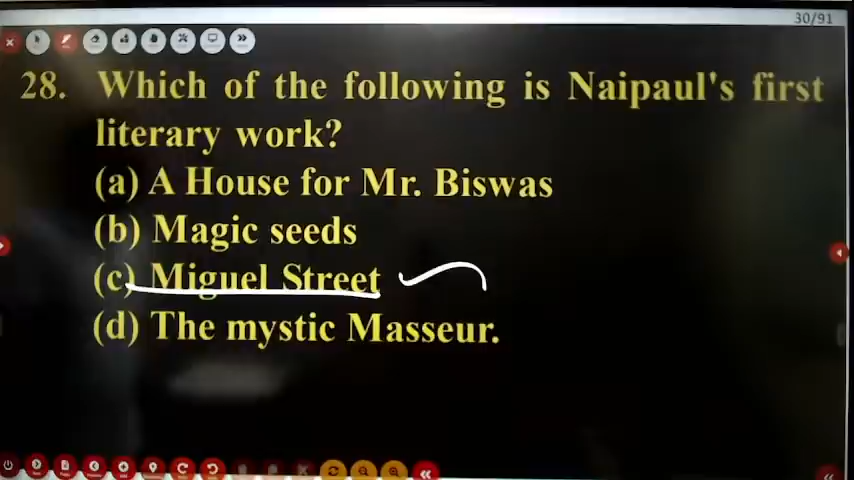 30/91
28. Which of the following is Naipaul's first
literary work?
(a) A House for Mr. Biswas
(b) Magic seeds
(c) Miguel Street
(d) The mystic Masseur.